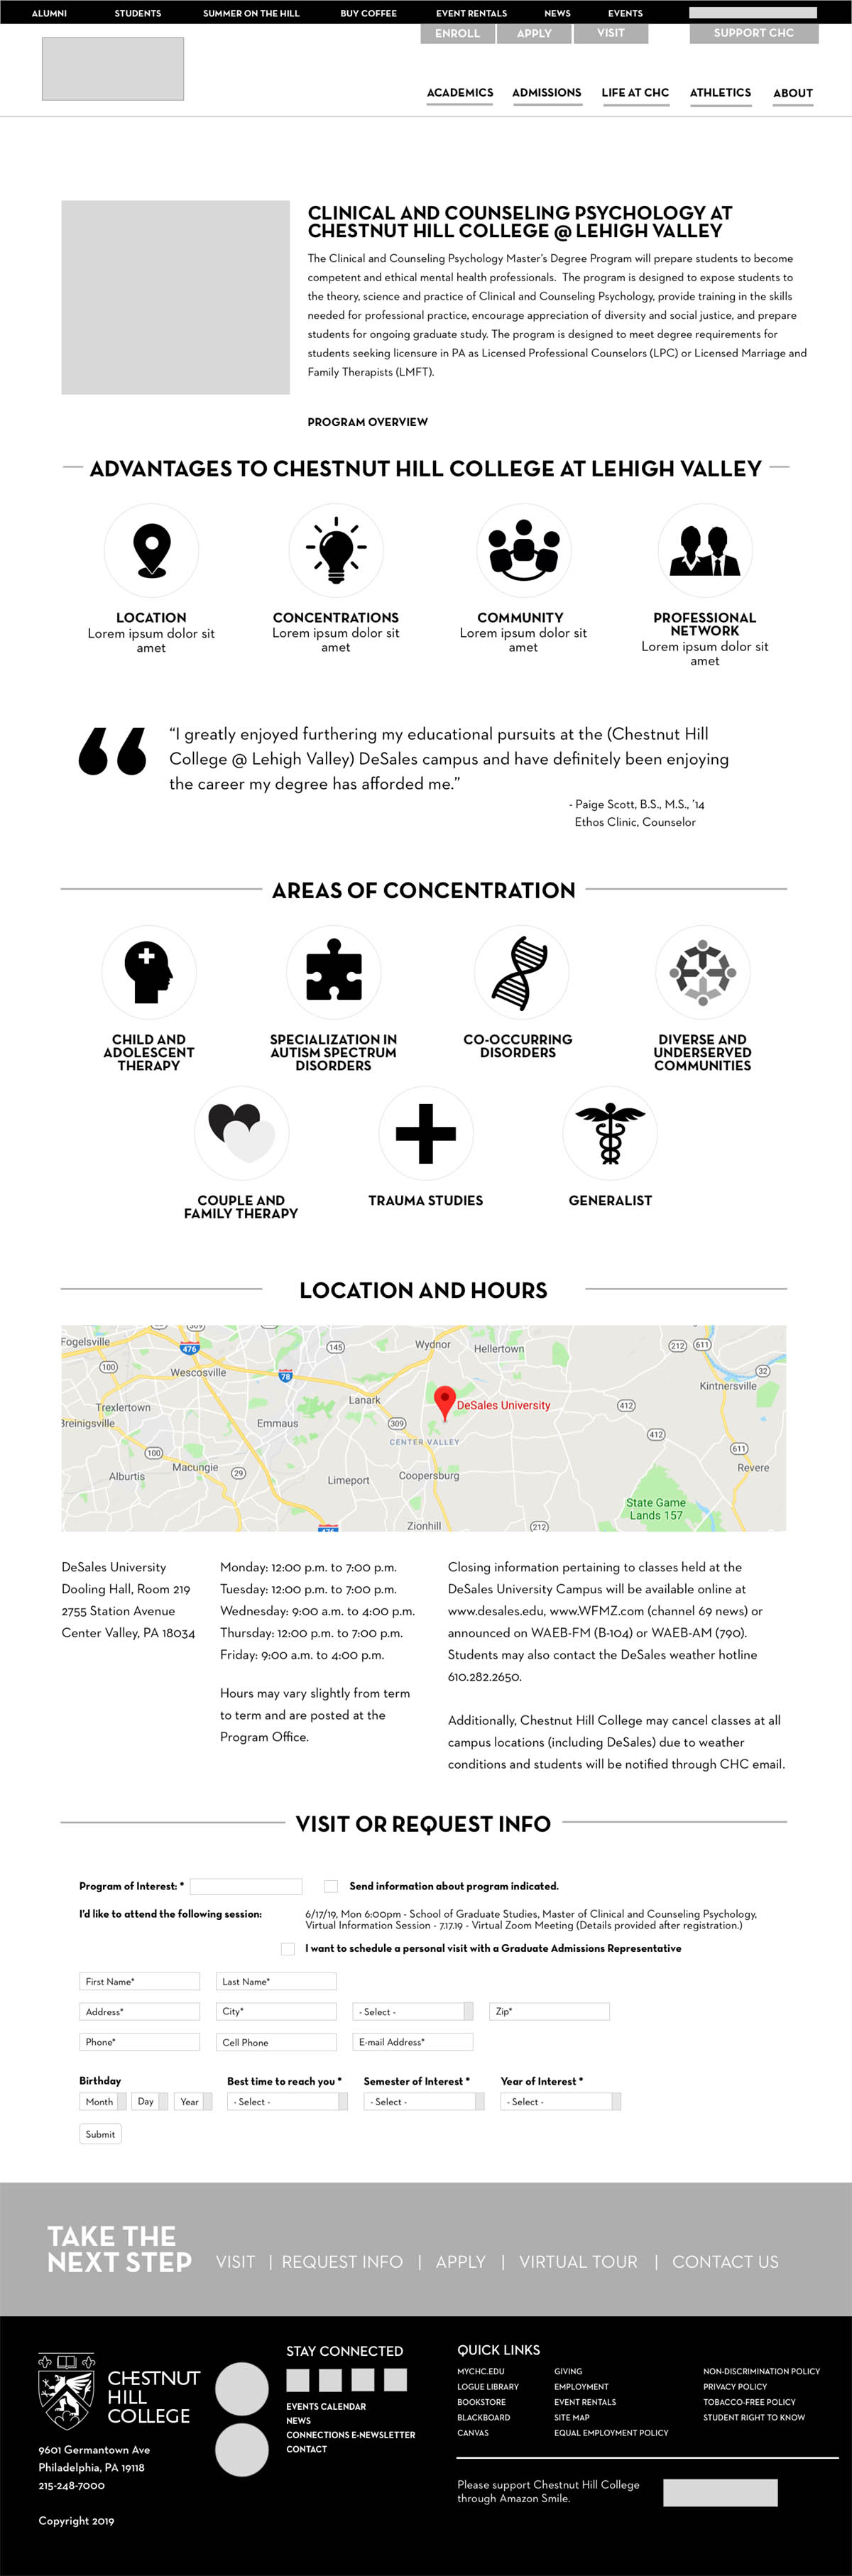 ALUMNI STUDENTS SUMMER ON THE HILL BUY COFFEE EVENT RENTALS NEWS EVENTS
ENROLL APPLY VISIT SUPPORT CHC
ACADEMICS ADMISSIONS LIFE AT CHC ATHLETICS ABOUT
CLINICAL AND COUNSELING PSYCHOLOGY AT
CHESTNUT HILL COLLEGE @ LEHIGH VALLEY
The Clinical and Counseling Psychology Master's Degree Program will prepare students to become
competent and ethical mental health professionals. The program is designed to expose students to
the theory, science and practice of Clinical and Counseling Psychology, provide training in the skills
needed for professional practice, encourage appreciation of diversity and social justice, and prepare
students for ongoing graduate study. The program is designed to meet degree requirements for
students seeking licensure in PA as Licensed Professional Counselors (LPC) or Licensed Marriage and
Family Therapists (LMFT).
PROGRAM OVERVIEW
ADVANTAGES TO CHESTNUT HILL COLLEGE AT LEHIGH VALLEY
LOCATION
Lorem ipsum dolor sit
amet
CONCENTRATIONS
Lorem ipsum dolor sit
amet
COMMUNITY
Lorem ipsum dolor sit
amet
PROFESSIONAL
NETWORK
Lorem ipsum dolor sit
amet
“I greatly enjoyed furthering my educational pursuits at the (Chestnut Hill
College @ Lehigh Valley) DeSales campus and have definitely been enjoying
the career my degree has afforded me.”
- Paige Scott, B.S., M.S., '14
Ethos Clinic, Counselor
AREAS OF CONCENTRATION
CHILD AND
ADOLESCENT
THERAPY
SPECIALIZATION IN
AUTISM SPECTRUM
DISORDERS
CO-OCCURRING
DISORDERS
DIVERSE AND
UNDERSERVED
COMMUNITIES
COUPLE AND
FAMILY THERAPY
TRAUMA STUDIES
GENERALIST
LOCATION AND HOURS
Fogelsville
476
309
145
Wydnor
Hellertown
212
611
100
Wescosville
78
32
Kintnersville
Trexlertown
Lanark
DeSales University
412
Breinigsville
Emmaus
309
412
CENTER VALLEY
100
Macungie
29
611
Alburtis
Limeport
Coopersburg
Revere
State Game
Lands 157
476
Zionhill
212
DeSales University
Dooling Hall, Room 219
2755 Station Avenue
Center Valley, PA 18034
Monday: 12:00 p.m. to 7:00 p.m.
Tuesday: 12:00 p.m. to 7:00 p.m.
Wednesday: 9:00 a.m. to 4:00 p.m.
Thursday: 12:00 p.m. to 7:00 p.m.
Friday: 9:00 a.m. to 4:00 p.m.
Hours may vary slightly from term
to term and are posted at the
Program Office.
Closing information pertaining to classes held at the
DeSales University Campus will be available online at
www.desales.edu, www.WFMZ.com (channel 69 news) or
announced on WAEB-FM (B-104) or WAEB-AM (790).
Students may also contact the DeSales weather hotline
610.282.2650.
Additionally, Chestnut Hill College may cancel classes at all
campus locations (including DeSales) due to weather
conditions and students will be notified through CHC email.
VISIT OR REQUEST INFO
Program of Interest: * Send information about program indicated.
I'd like to attend the following session: 6/17/19, Mon 6:00pm - School of Graduate Studies, Master of Clinical and Counseling Psychology,
Virtual Information Session - 7.17.19 - Virtual Zoom Meeting (Details provided after registration.)
I want to schedule a personal visit with a Graduate Admissions Representative
First Name* Last Name*
Address* City* - Select - Zip*
Phone* Cell Phone E-mail Address*
Birthday Best time to reach you * Semester of Interest * Year of Interest *
Month Day Year - Select - - Select - - Select -
Submit
TAKE THE
NEXT STEP VISIT | REQUEST INFO | APPLY | VIRTUAL TOUR | CONTACT US
CHESTNUT
HILL
COLLEGE
9601 Germantown Ave
Philadelphia, PA 19118
215-248-7000
Copyright 2019
STAY CONNECTED
EVENTS CALENDAR
NEWS
CONNECTIONS E-NEWSLETTER
CONTACT
QUICK LINKS
MYCHC.EDU GIVING NON-DISCRIMINATION POLICY
LOGUE LIBRARY EMPLOYMENT PRIVACY POLICY
BOOKSTORE EVENT RENTALS TOBACCO-FREE POLICY
BLACKBOARD SITE MAP STUDENT RIGHT TO KNOW
CANVAS EQUAL EMPLOYMENT POLICY
Please support Chestnut Hill College
through Amazon Smile.